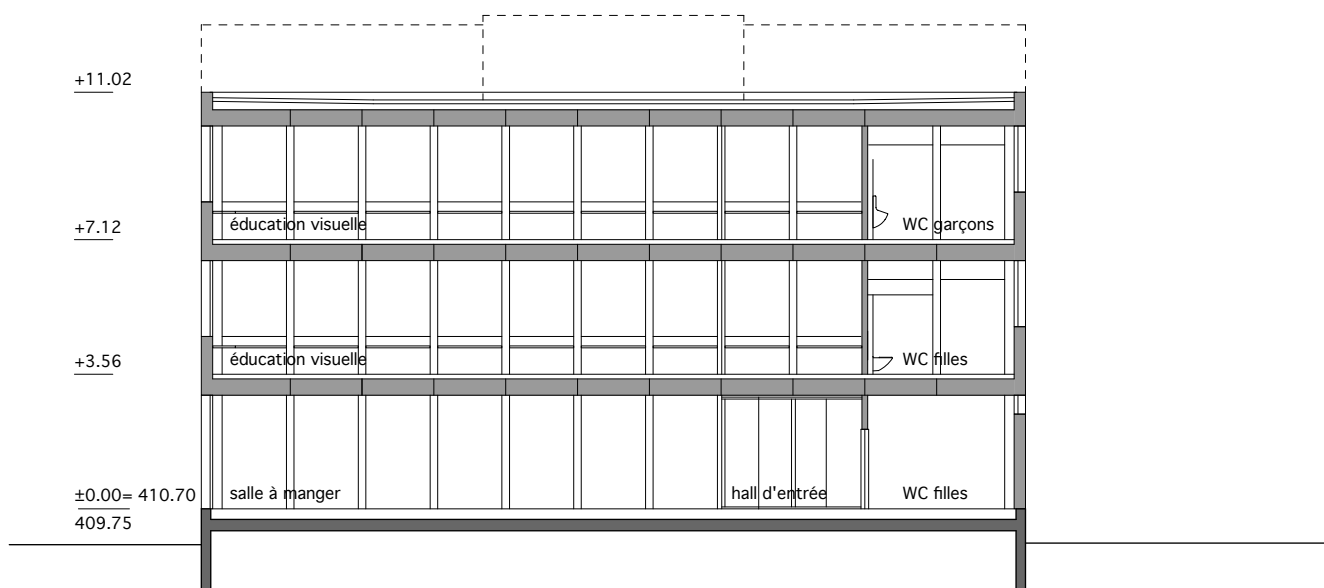 +11.02
+7.12
éducation visuelle
WC garçons
+3.56
éducation visuelle
WC filles
±0.00= 410.70
salle à manger
hall d'entrée
WC filles
409.75